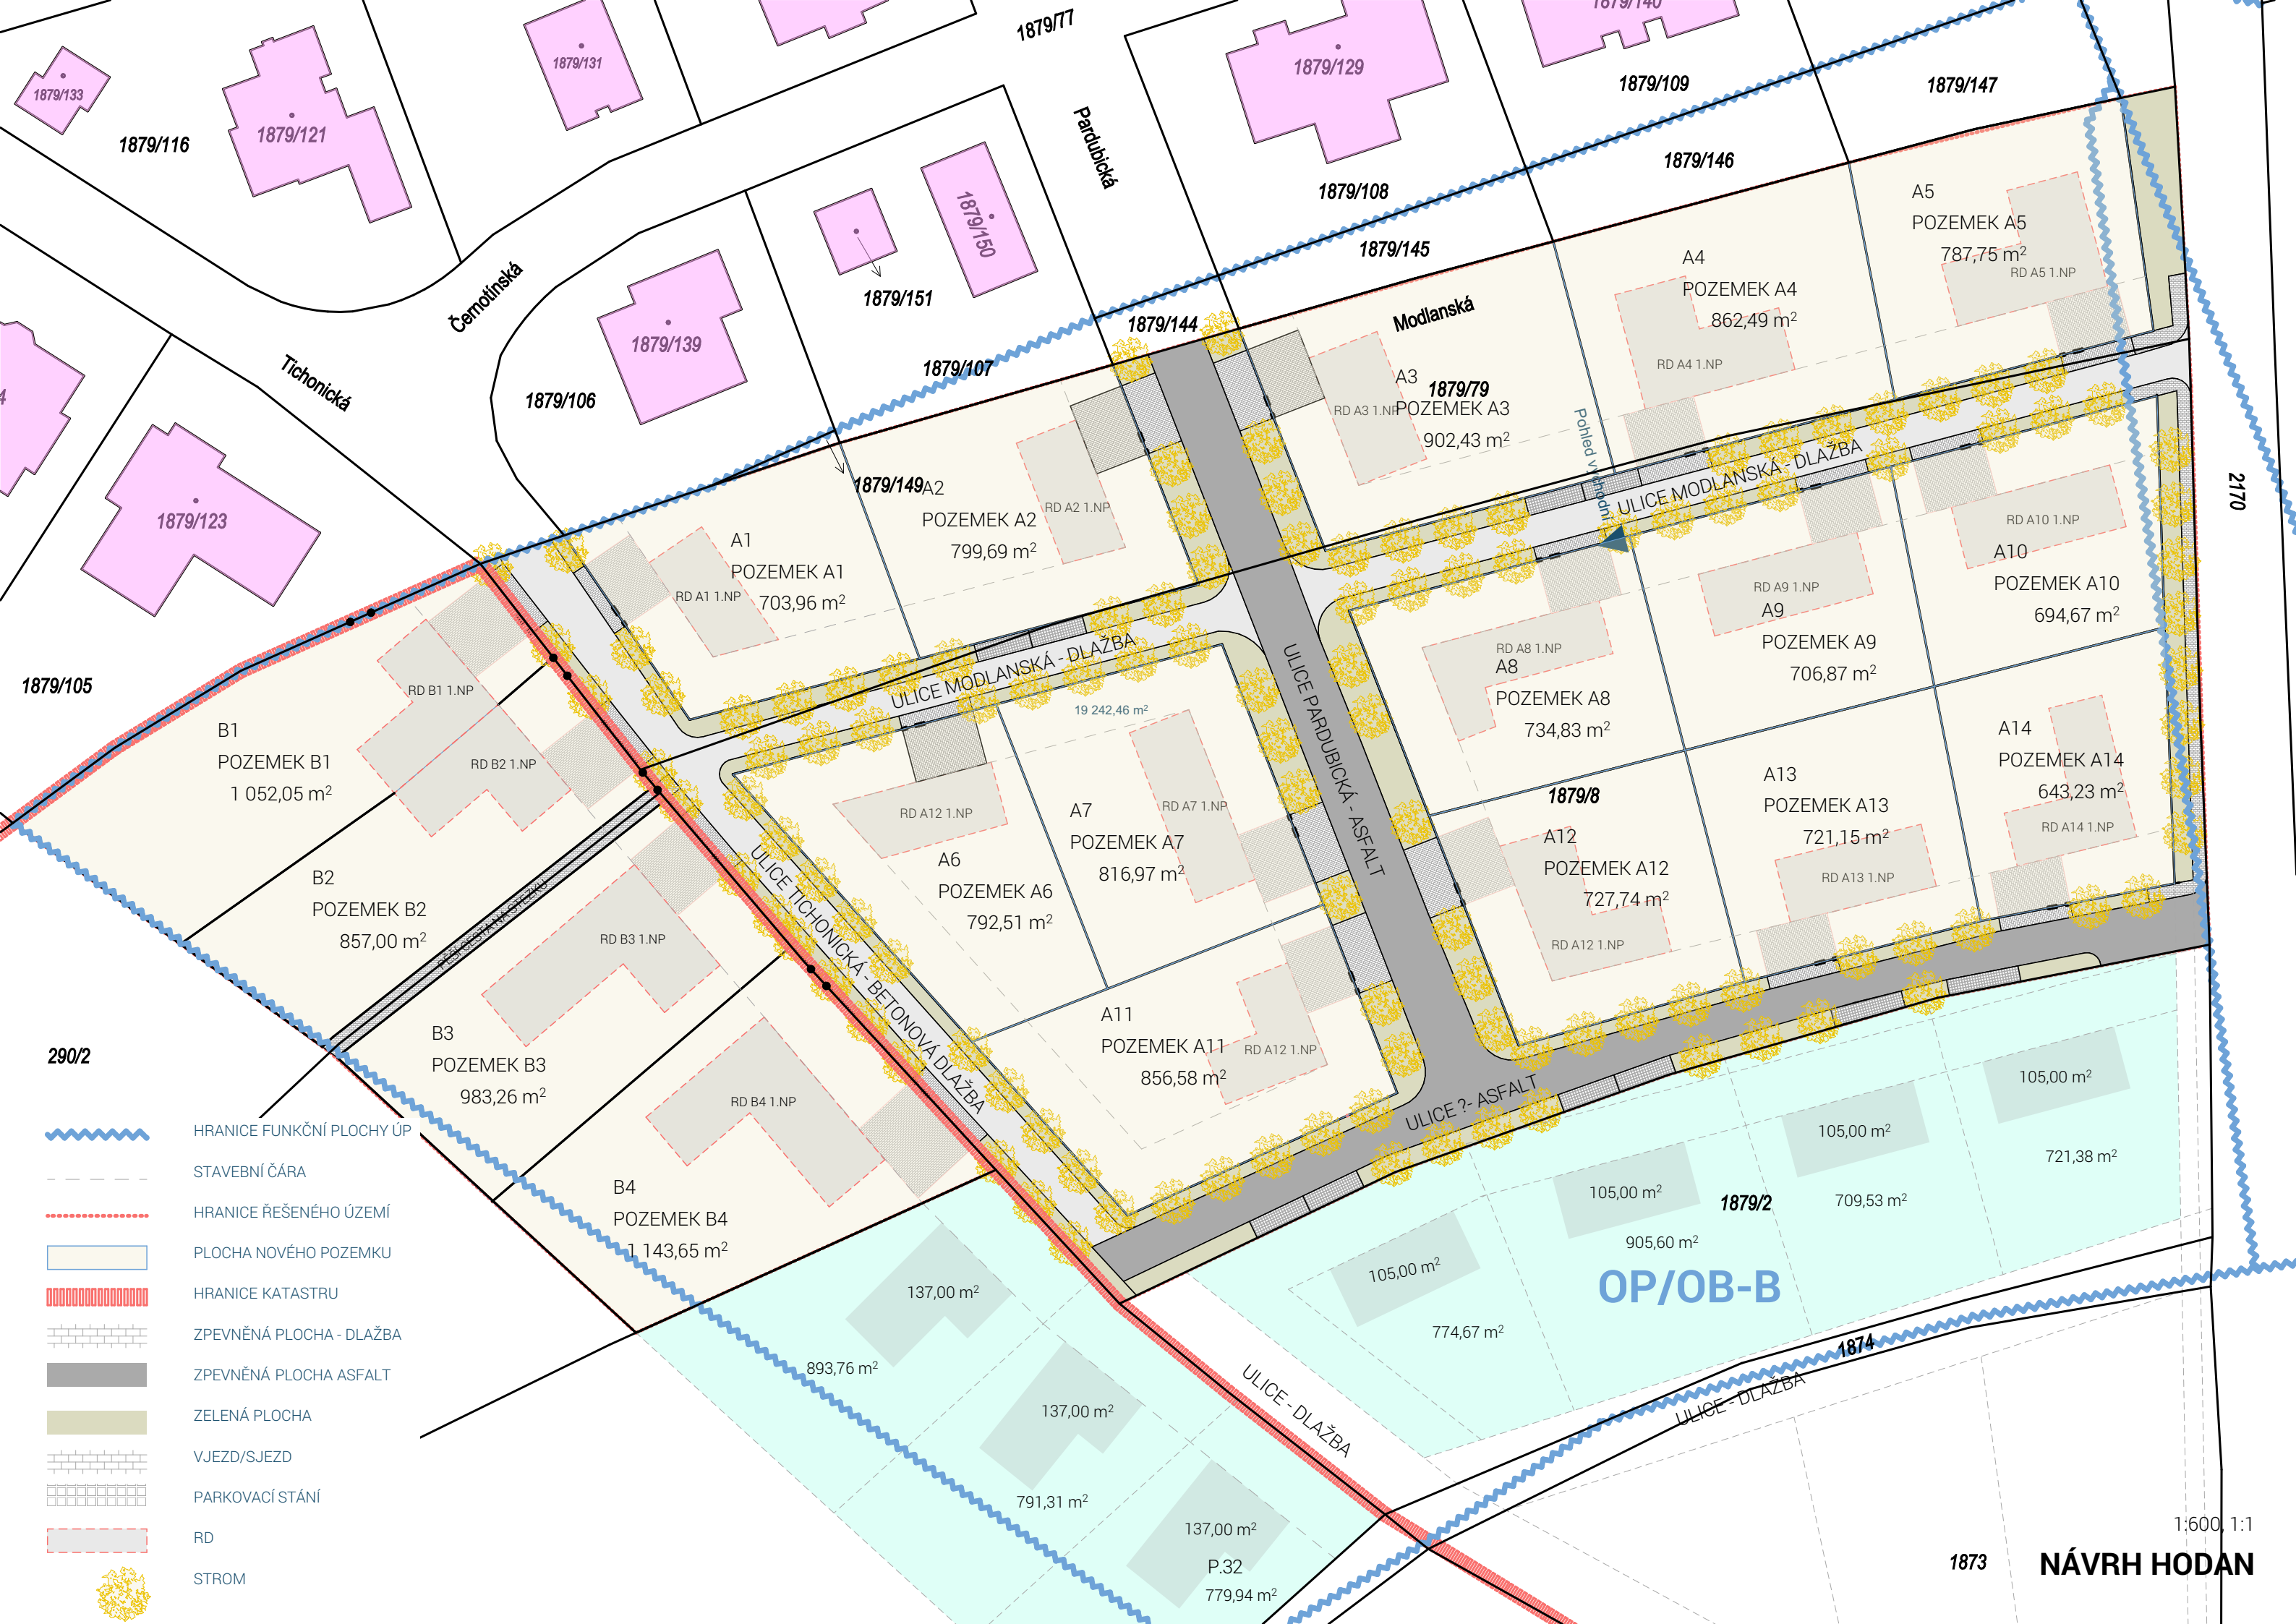 1879/77
1879/140
1879/131
1879/133
1879/121
1879/116
1879/129
1879/109
1879/147
Pardubická
1879/146
1879/108
1879/150
1879/145
1879/151
Černotínská
1879/139
1879/144
Modlanská
A5
POZEMEK A5
787,75 m²
RD A5 1.NP
A4
POZEMEK A4
862,49 m²
RD A4 1.NP
Tichonická
1879/107
1879/106
A3
1879/79
POZEMEK A3
902,43 m²
RD A3 1.NP
4
1879/149
A2
POZEMEK A2
799,69 m²
RD A2 1.NP
1879/123
2170
Pohled východní
ULICE MODLANSKÁ - DLAŽBA
A1
POZEMEK A1
703,96 m²
RD A1 1.NP
RD A10 1.NP
A10
POZEMEK A10
694,67 m²
RD A9 1.NP
A9
POZEMEK A9
706,87 m²
RD A8 1.NP
A8
POZEMEK A8
734,83 m²
1879/105
RD B1 1.NP
B1
POZEMEK B1
1 052,05 m²
RD B2 1.NP
ULICE MODLANSKÁ - DLAŽBA
19 242,46 m²
ULICE PARDUBICKÁ - ASFALT
A14
POZEMEK A14
643,23 m²
RD A14 1.NP
A13
POZEMEK A13
721,15 m²
RD A13 1.NP
1879/8
A12
POZEMEK A12
727,74 m²
RD A12 1.NP
RD A12 1.NP
A7
POZEMEK A7
816,97 m²
RD A7 1.NP
A6
POZEMEK A6
792,51 m²
B2
POZEMEK B2
857,00 m²
PĚŠÍ CESTA NA STEZKU
RD B3 1.NP
ULICE TICHONICKÁ - BETONOVÁ DLAŽBA
A11
POZEMEK A11
856,58 m²
RD A12 1.NP
B3
POZEMEK B3
983,26 m²
290/2
RD B4 1.NP
ULICE ?- ASFALT
B4
POZEMEK B4
1 143,65 m²
105,00 m²
105,00 m²
105,00 m²
105,00 m²
721,38 m²
709,53 m²
1879/2
905,60 m²
774,67 m²
OP/OB-B
137,00 m²
893,76 m²
137,00 m²
791,31 m²
137,00 m²
P.32
779,94 m²
ULICE - DLAŽBA
1874
ULICE - DLAŽBA
HRANICE FUNKČNÍ PLOCHY ÚP
STAVEBNÍ ČÁRA
HRANICE ŘEŠENÉHO ÚZEMÍ
PLOCHA NOVÉHO POZEMKU
HRANICE KATASTRU
ZPEVNĚNÁ PLOCHA - DLAŽBA
ZPEVNĚNÁ PLOCHA ASFALT
ZELENÁ PLOCHA
VJEZD/SJEZD
PARKOVACÍ STÁNÍ
RD
STROM
1:600, 1:1
1873
NÁVRH HODAN